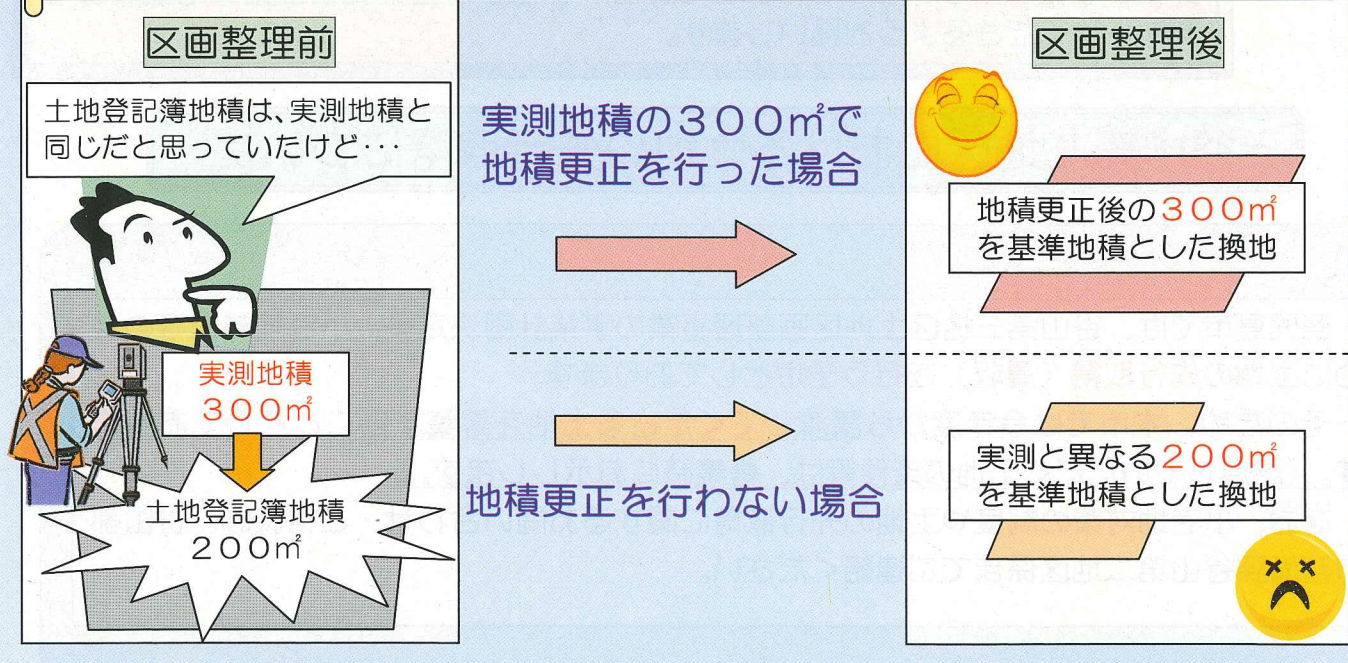 区画整理前
土地登記簿地積は、実測地積と
同じだと思っていたけど･･･
実測地積
３００㎡
土地登記簿地積
２００㎡
実測地積の３００㎡で
地積更正を行った場合
地積更正を行わない場合
区画整理後
地積更正後の３００㎡
を基準地積とした換地
実測と異なる２００㎡
を基準地積とした換地